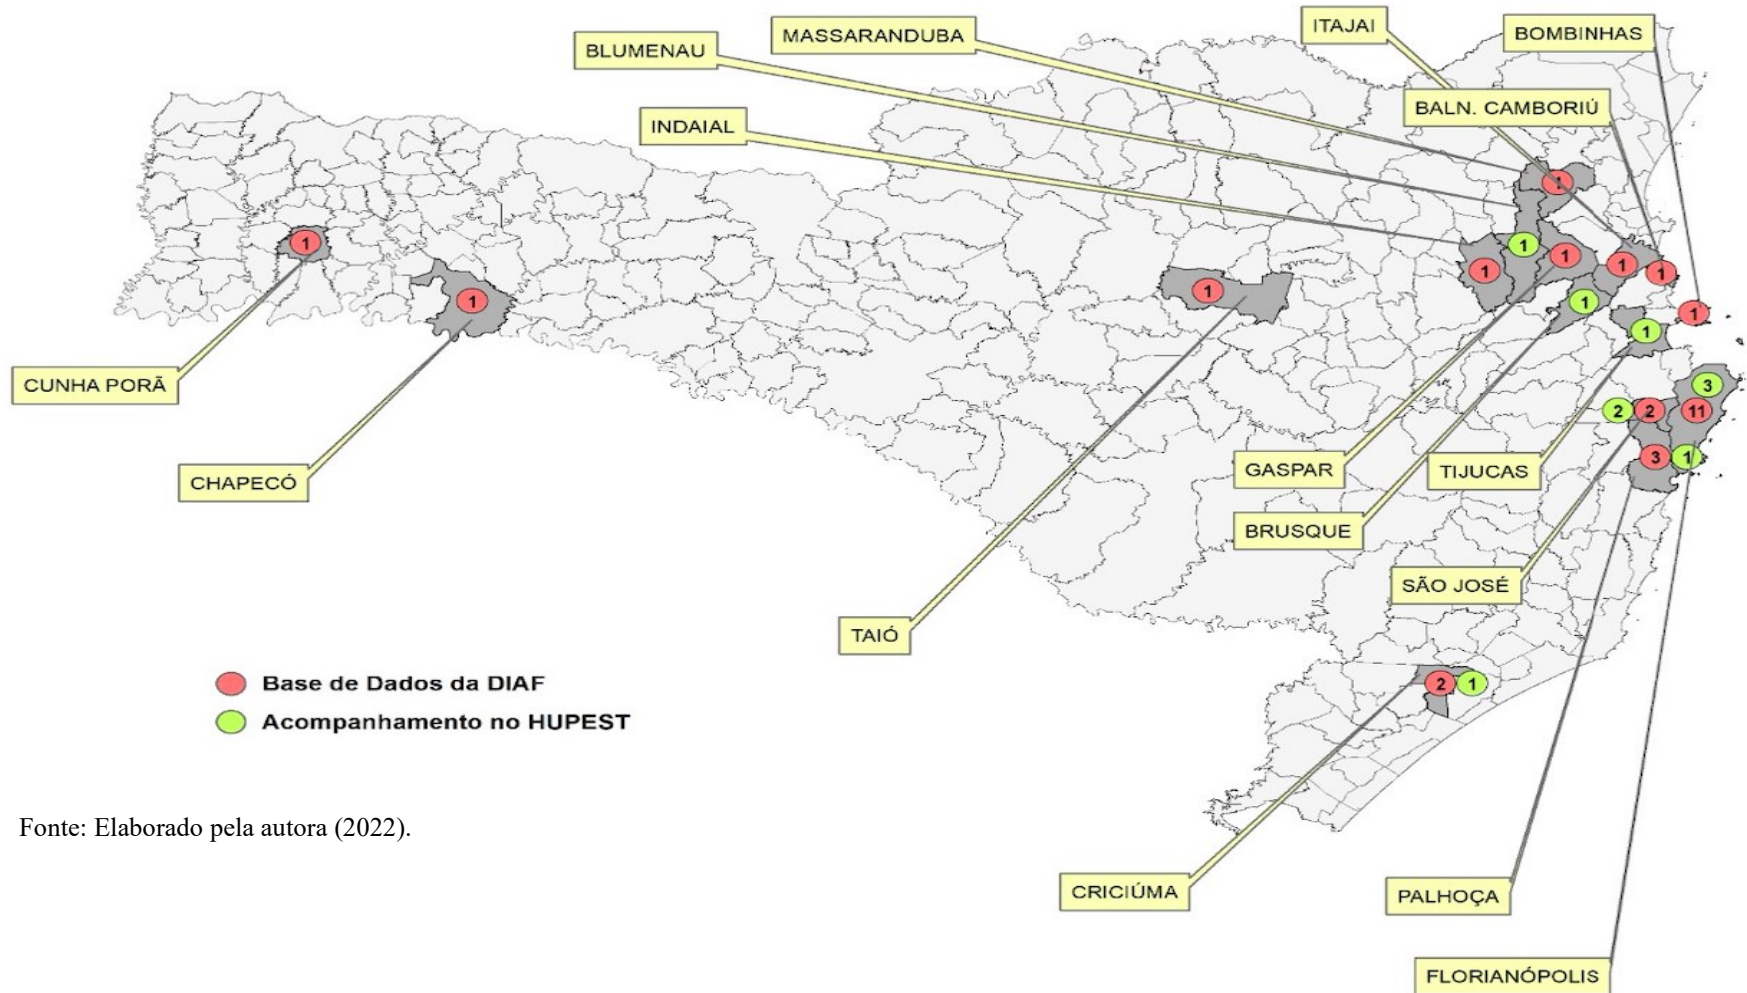 ITAJAI
BOMBINHAS
MASSARANDUBA
BLUMENAU
BALN. CAMBORIÚ
INDAIAL
1
1
1
1
1
1
1
1
1
1
1
1
1
CUNHA PORÃ
3
2
2
11
GASPAR
TIJUCAS
3
1
CHAPECÓ
BRUSQUE
SÃO JOSÉ
TAIÓ
Base de Dados da DIAF
2
1
Acompanhamento no HUPEST
Fonte: Elaborado pela autora (2022).
CRICIÚMA
PALHOÇA
FLORIANÓPOLIS